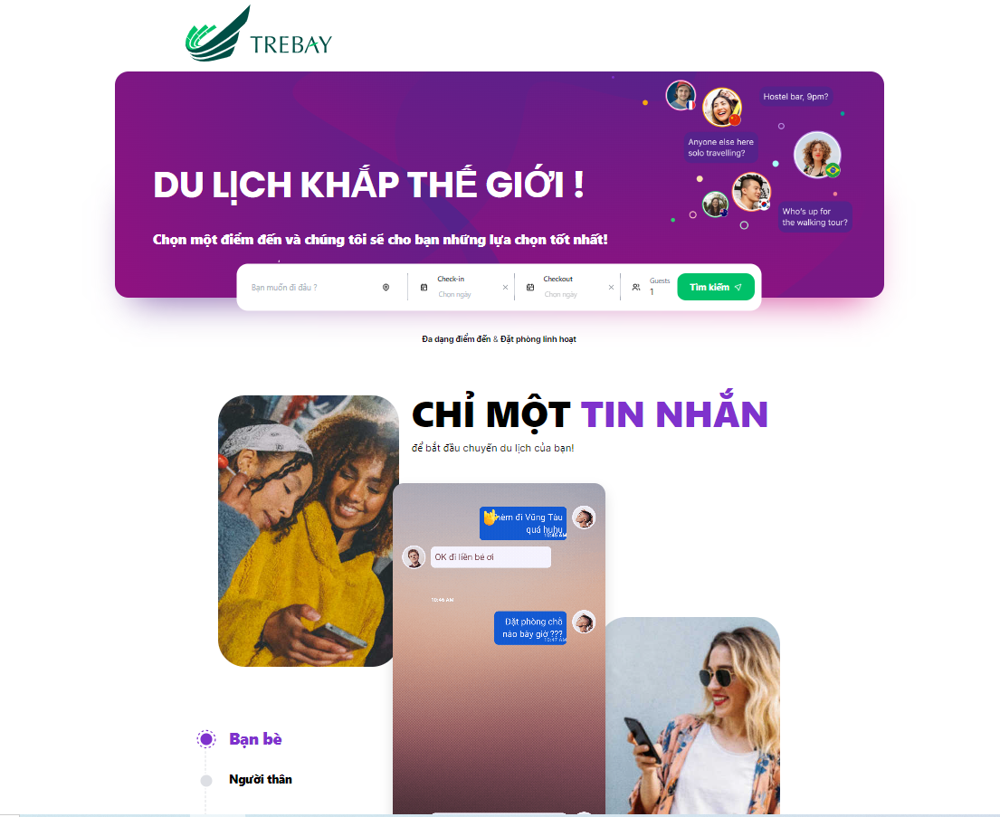 TREBAY
Hostel bar, 9pm?
Anyone else here
solo travelling?
DU LỊCH KHẮP THẾ GIỚI !
Who's up for
the walking tour?
Chọn một điểm đến và chúng tôi sẽ cho bạn những lựa chọn tốt nhất!
Bạn muốn đi đâu ?
Check-in
Chọn ngày
Checkout
Chọn ngày
Guests
1
Tìm kiếm
Đa dạng điểm đến & Đặt phòng linh hoạt
CHỈ MỘT TIN NHẮN
để bắt đầu chuyến du lịch của bạn!
hèm đi Vũng Tàu
quá huhu
10:45 AM
OK đi liền bé ơi
10:46 AM
Đặt phòng chỗ
nào bây giờ ???
10:47 AM
Bạn bè
Người thân